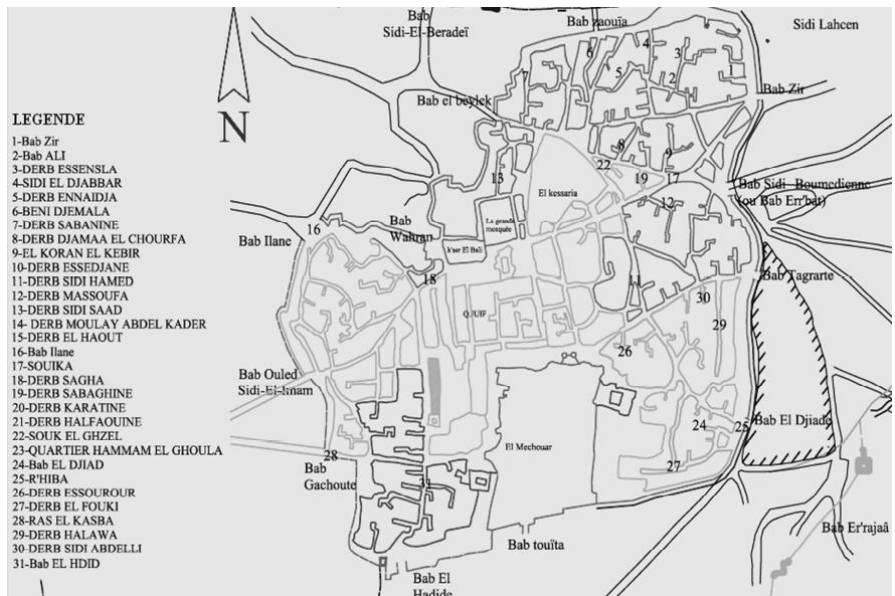 LEGENDE
1-Bab Zir
2-Bab ALI
3-DERB ESSENSLA
4-SIDI EL DJABBAR
5-DERB ENNAIDJA
6-BENI DJEMALA
7-DERB SABANINE
8-DERB DJAMAA EL CHOURFA
9-EL KORAN EL KEBIR
10-DERB ESSEDJANE
11-DERB SIDI HAMED
12-DERB MASSOUFA
13-DERB SIDI SAAD
14- DERB MOULAY ABDEL KADER
15-DERB EL HAOUT
16-Bab Ilane
17-SOUIKA
18-DERB SAGHA
19-DERB SABAGHINE
20-DERB KARATINE
21-DERB HALFAOUINE
22-SOUK EL GHZEL
23-QUARTIER HAMMAM EL GHOULA
24-Bab EL DJIAD
25-R'HIBA
26-DERB ESSOUROUR
27-DERB EL FOUKI
28-RAS EL KASBA
29-DERB HALAWA
30-DERB SIDI ABDELLI
31-Bab EL HDID
N
Bab
Sidi-El-Beradeï
Bab zaouïa
Sidi Lahcen
6
4
3
7
5
2
1
Bab Zir
Bab el beylek
8
9
22
13
19
17
El kessaria
Bab Sidi Boumedienne
(ou Bab Err'bat)
12
16
Bab
Wahran
La grande
mosquée
Bab Ilane
k'ser El Bali
18
11
Bab Tagrarte
30
29
26
Bab Ouled
Sidi-El-Imam
24
25
Bab El Djiade
El Mechouar
28
27
Bab
Gachoute
31
Bab Er'rajaâ
Bab touïta
Bab El
Hadide